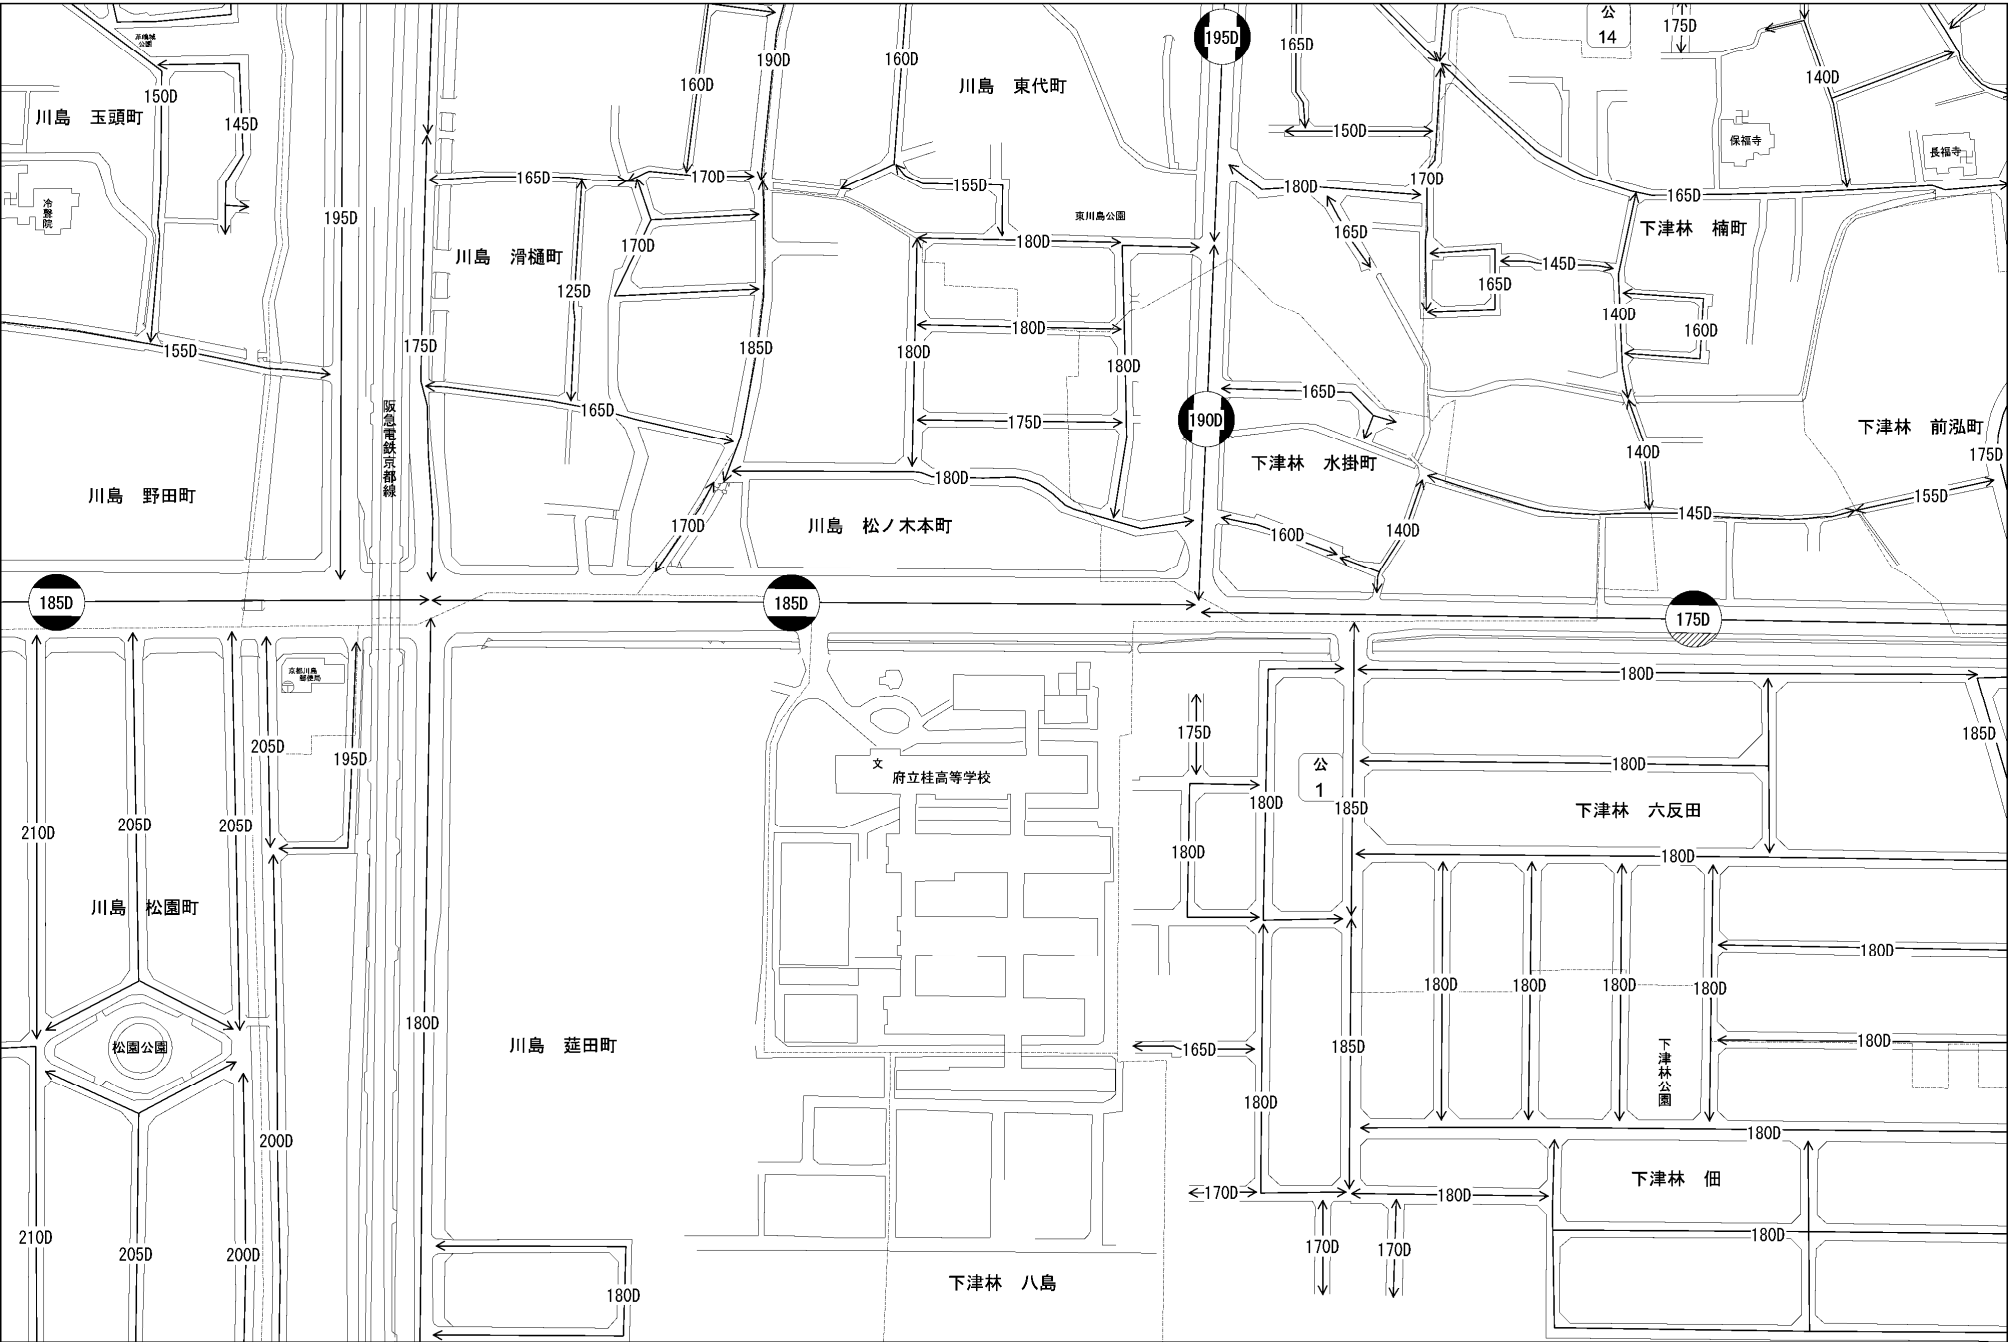 公
14
195D
175D
糸織城
公園
150D
160D
190D
160D
川島　東代町
165D
140D
川島　玉頭町
145D
150D
保福寺
長福寺
165D
170D
155D
180D
170D
165D
冷聲院
195D
東川島公園
165D
下津林　楠町
170D
180D
川島　滑樋町
145D
125D
165D
180D
140D
160D
155D
175D
185D
180D
180D
180D
165D
165D
阪急電鉄京都線
175D
190D
下津林　前泓町
140D
175D
下津林　水掛町
川島　野田町
180D
155D
170D
川島　松ノ木本町
145D
160D
140D
185D
185D
175D
京都川島
郵便局
180D
205D
195D
175D
185D
文
府立桂高等学校
公
1
180D
210D
205D
205D
180D
185D
下津林　六反田
180D
180D
川島　松園町
180D
180D
180D
180D
180D
180D
松園公園
川島　莚田町
165D
185D
180D
下津林公園
180D
200D
180D
170D
180D
下津林　佃
210D
205D
200D
170D
170D
180D
下津林　八島
180D